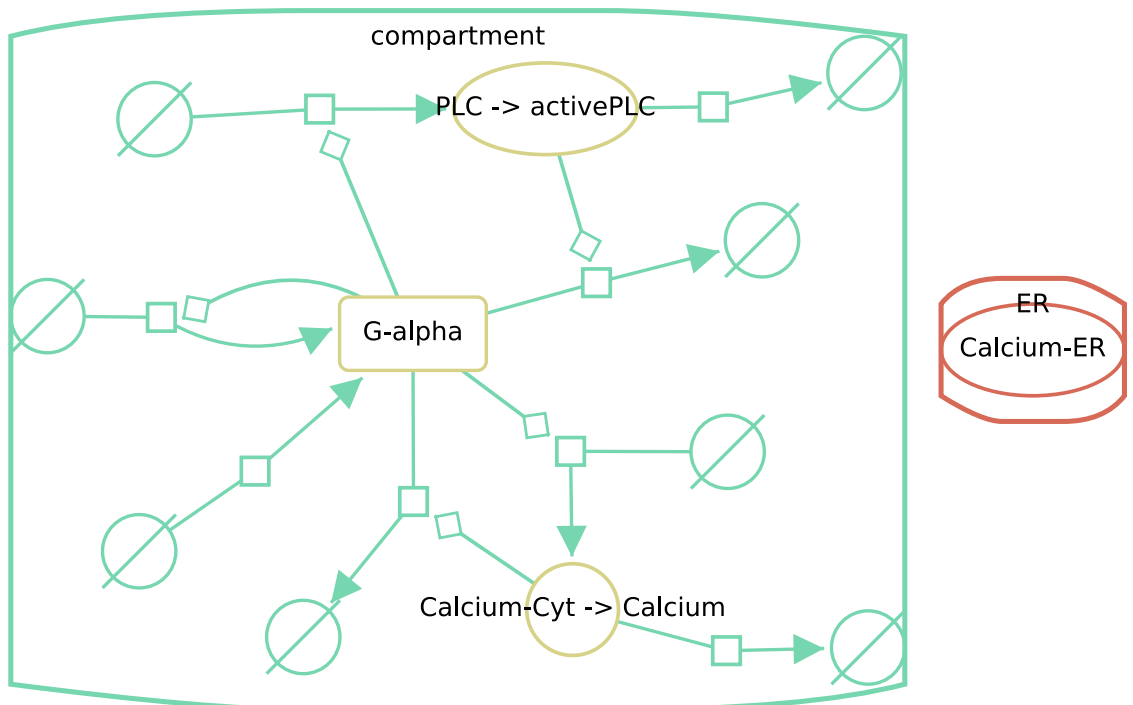 compartment
PLC -> activePLC
ER
G-alpha
Calcium-ER
Calcium-Cyt -> Calcium